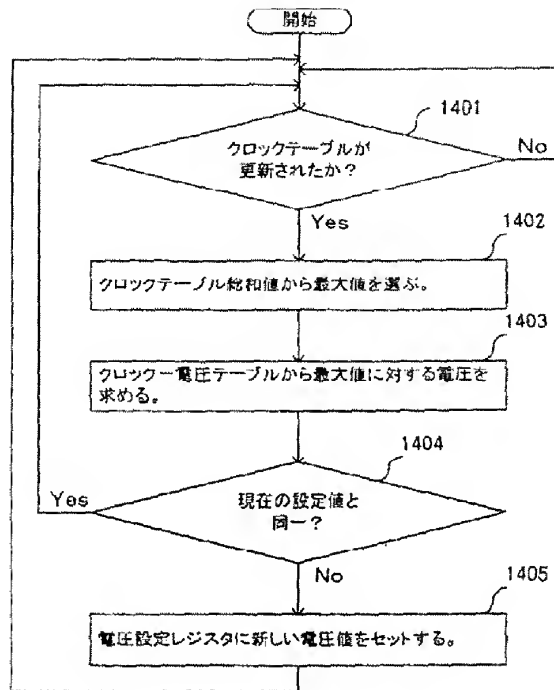 開始
1401
クロックテーブルが
更新されたか？
No
Yes
1402
クロックテーブル総和値から最大値を選ぶ。
1403
クロックー電圧テーブルから最大値に対する電圧を
求める。
1404
現在の設定値と
同一？
Yes
No
1405
電圧設定レジスタに新しい電圧値をセットする。